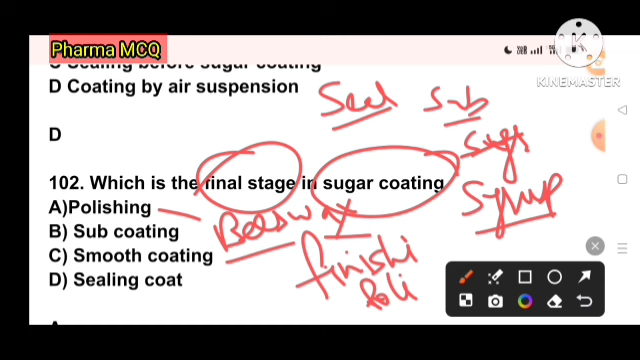 Pharma MCQ
KINEMASTER
C Sealing before sugar coating
D Coating by air suspension
Seal Sub
D
102. Which is the final stage in sugar coating
Syrup
A)Polishing
Beeswax
B) Sub coating
C) Smooth coating
finishi
Poli
D) Sealing coat